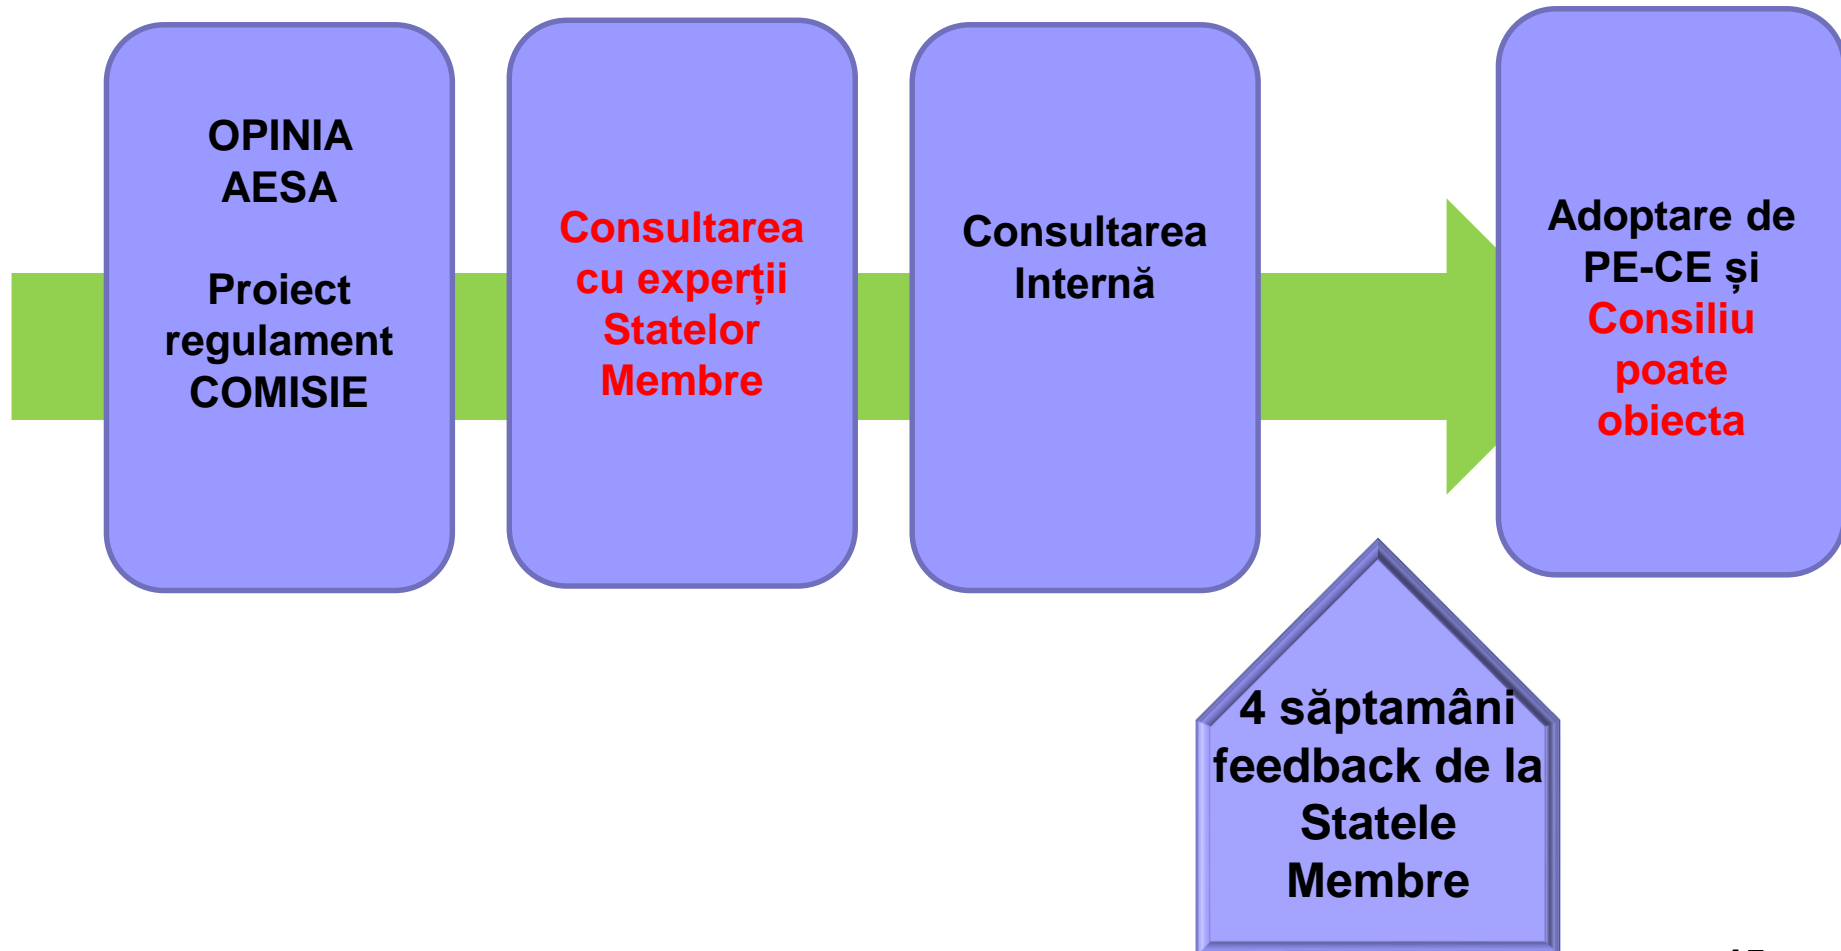 OPINIA
AESA
Proiect
regulament
COMISIE
Consultarea
cu experții
Statelor
Membre
Consultarea
Internă
Adoptare de
PE-CE și
Consiliu
poate
obiecta
4 săptamâni
feedback de la
Statele
Membre